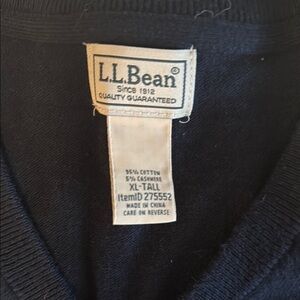 L.L.Bean®
Since 1912
QUALITY GUARANTEED
95% COTTON
5% CASHMERE
XL-TALL
ItemID 275552
MADE IN CHINA
CARE ON REVERSE